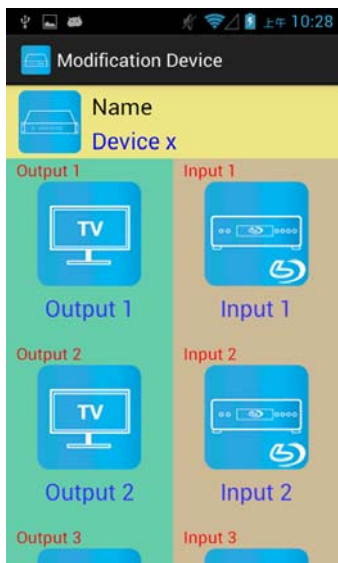 上午 10:28
Modification Device
Name
Device x
Output 1 Input 1
TV
Output 1 Input 1
Output 2 Input 2
TV
Output 2 Input 2
Output 3 Input 3